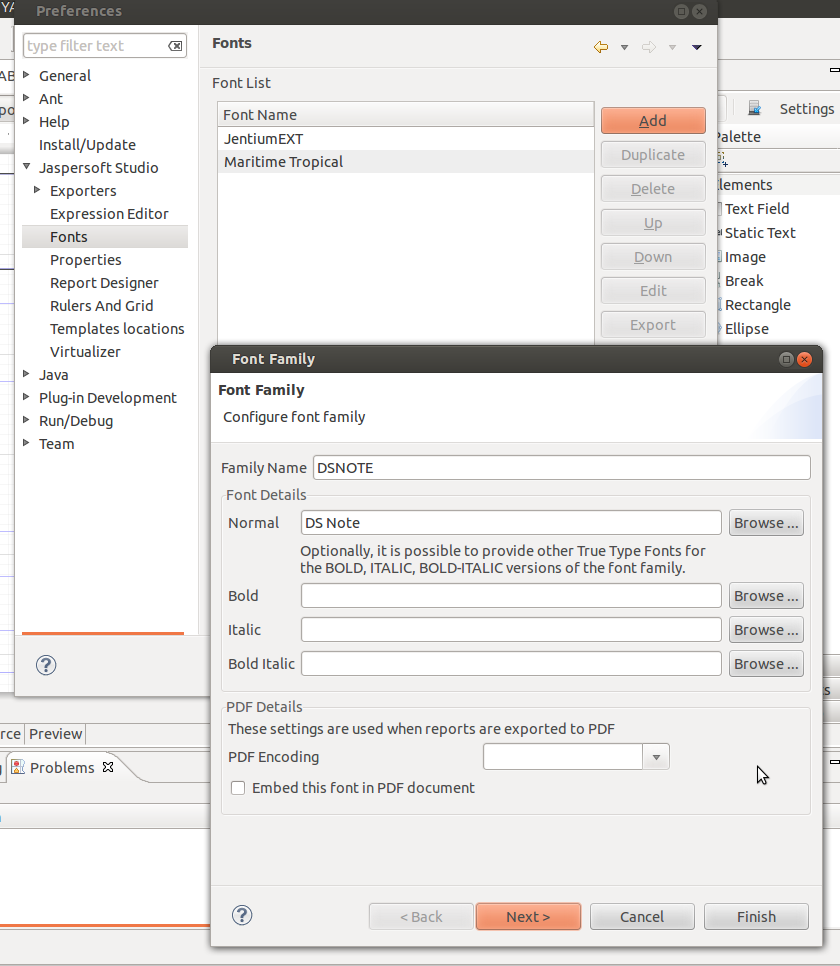 Preferences
type filter text
General
Ant
Help
Install/Update
Jaspersoft Studio
Exporters
Expression Editor
Fonts
Properties
Report Designer
Rulers And Grid
Templates locations
Virtualizer
Java
Plug-in Development
Run/Debug
Team
Fonts
Font List
Font Name
JentiumEXT
Maritime Tropical
Add
Duplicate
Delete
Up
Down
Edit
Export
Settings
Palette
Elements
Text Field
Static Text
Image
Break
Rectangle
Ellipse
Font Family
Font Family
Configure font family
Family Name DSNOTE
Font Details
Normal DS Note Browse ...
Optionally, it is possible to provide other True Type Fonts for
the BOLD, ITALIC, BOLD-ITALIC versions of the font family.
Bold Browse ...
Italic Browse ...
Bold Italic Browse ...
PDF Details
These settings are used when reports are exported to PDF
PDF Encoding
Embed this font in PDF document
< Back Next > Cancel Finish
rce Preview
Problems